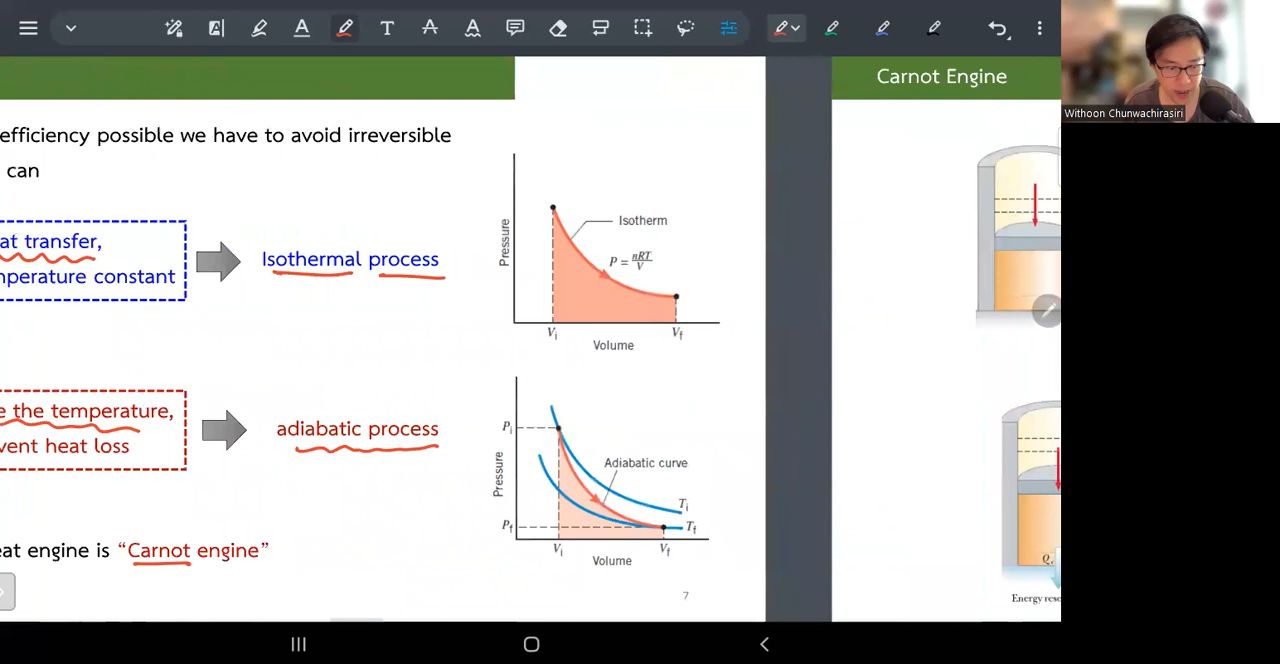 Carnot Engine
Withoon Chunwachirasiri
efficiency possible we have to avoid irreversible
can
at transfer,
perature constant
Isothermal process
Pressure
Isotherm
P = nRT/V
Vi
Vf
Volume
e the temperature,
vent heat loss
adiabatic process
Pi
Pressure
Adiabatic curve
Ti
Pf
Tf
Vi
Vf
Volume
eat engine is "Carnot engine"
7
Q
Energy rese